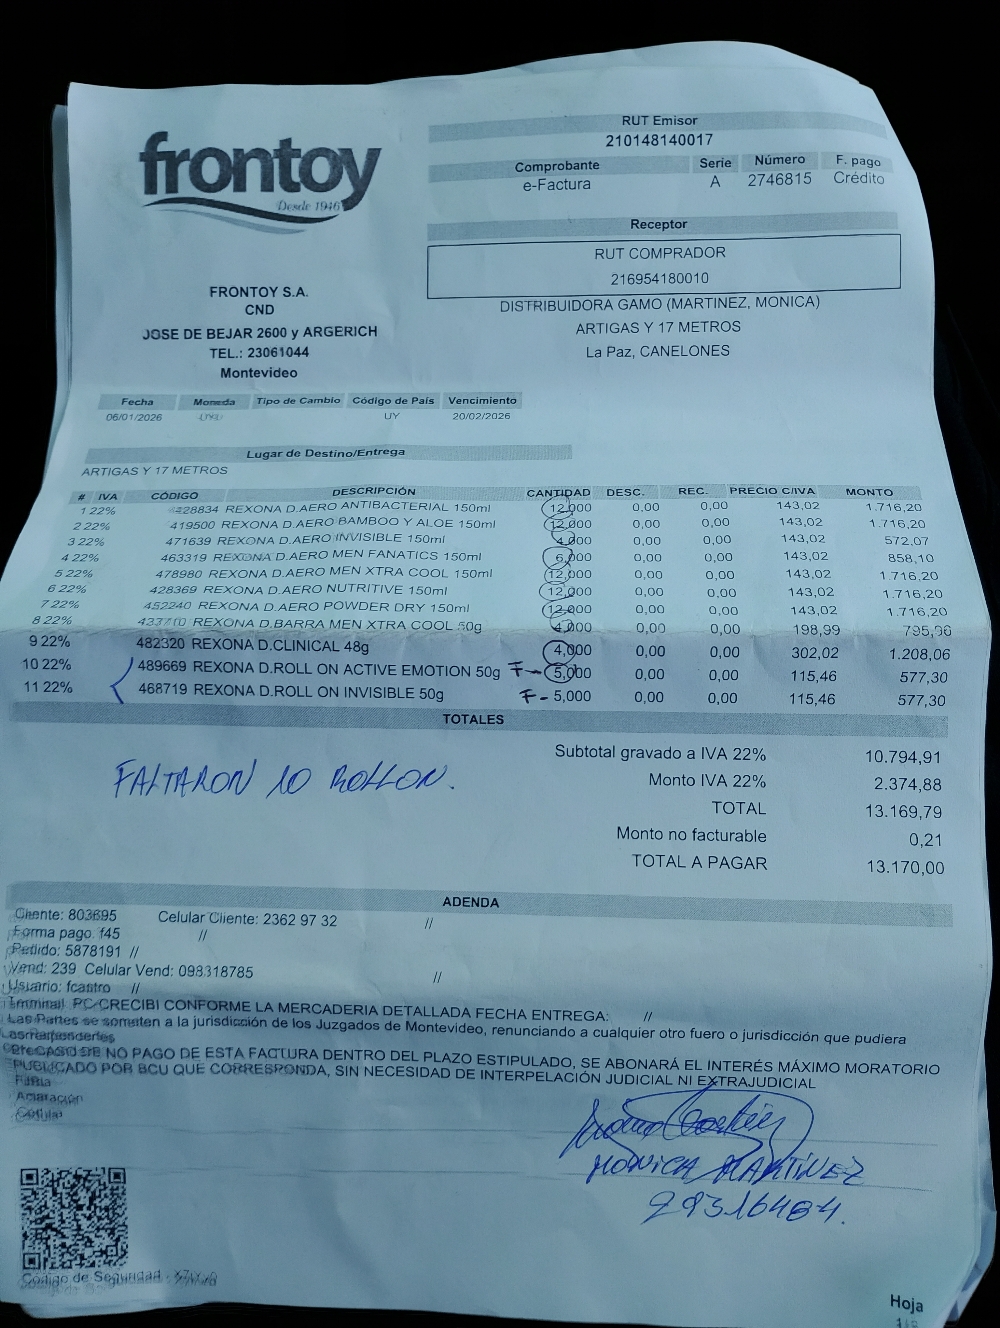 frontoy
Desde 1946
RUT Emisor
210148140017
Comprobante Serie Número F. pago
e-Factura A 2746815 Crédito
Receptor
RUT COMPRADOR
216954180010
DISTRIBUIDORA GAMO (MARTINEZ, MONICA)
ARTIGAS Y 17 METROS
La Paz, CANELONES
FRONTOY S.A.
CND
JOSE DE BEJAR 2600 y ARGERICH
TEL.: 23061044
Montevideo
Fecha Moneda Tipo de Cambio Código de País Vencimiento
06/01/2026 UY 20/02/2026
Lugar de Destino/Entrega
ARTIGAS Y 17 METROS
# IVA CÓDIGO DESCRIPCIÓN CANTIDAD DESC. REC. PRECIO C/IVA MONTO
1 22% 428834 REXONA D.AERO ANTIBACTERIAL 150ml 12,000 0,00 0,00 143,02 1.716,20
2 22% 419500 REXONA D.AERO BAMBOO Y ALOE 150ml 12,000 0,00 0,00 143,02 1.716,20
3 22% 471639 REXONA D.AERO INVISIBLE 150ml 4,000 0,00 0,00 143,02 572,07
4 22% 463319 REXONA D.AERO MEN FANATICS 150ml 6,000 0,00 0,00 143,02 858,10
5 22% 478980 REXONA D.AERO MEN XTRA COOL 150ml 12,000 0,00 0,00 143,02 1.716,20
6 22% 428369 REXONA D.AERO NUTRITIVE 150ml 12,000 0,00 0,00 143,02 1.716,20
7 22% 452240 REXONA D.AERO POWDER DRY 150ml 12,000 0,00 0,00 143,02 1.716,20
8 22% REXONA D.BARRA MEN XTRA COOL 50g 4,000 0,00 0,00 198,99 795,96
9 22% 482320 REXONA D.CLINICAL 48g 4,000 0,00 0,00 302,02 1.208,06
10 22% 489669 REXONA D.ROLL ON ACTIVE EMOTION 50g F- 5,000 0,00 0,00 115,46 577,30
11 22% 468719 REXONA D.ROLL ON INVISIBLE 50g F- 5,000 0,00 0,00 115,46 577,30
TOTALES
Subtotal gravado a IVA 22% 10.794,91
Monto IVA 22% 2.374,88
TOTAL 13.169,79
Monto no facturable 0,21
TOTAL A PAGAR 13.170,00
FALTARON 10 ROLLON.
ADENDA
Cliente: 803695 Celular Cliente: 2362 97 32 //
Forma pago. f45 //
Pedido: 5878191 //
Vend: 239 Celular Vend: 098318785 //
Usuario: fcastro //
Terminal PC/CRECIBI CONFORME LA MERCADERIA DETALLADA FECHA ENTREGA: //
Las Partes se someten a la jurisdicción de los Juzgados de Montevideo, renunciando a cualquier otro fuero o jurisdicción que pudiera
corresponderles
CASO DE NO PAGO DE ESTA FACTURA DENTRO DEL PLAZO ESTIPULADO, SE ABONARÁ EL INTERÉS MÁXIMO MORATORIO
PUBLICADO POR BCU QUE CORRESPONDA, SIN NECESIDAD DE INTERPELACIÓN JUDICIAL NI EXTRAJUDICIAL
Firma
Aclaración
Cédula
MONICA MARTINEZ
29316484.
Código de Seguridad
Hoja